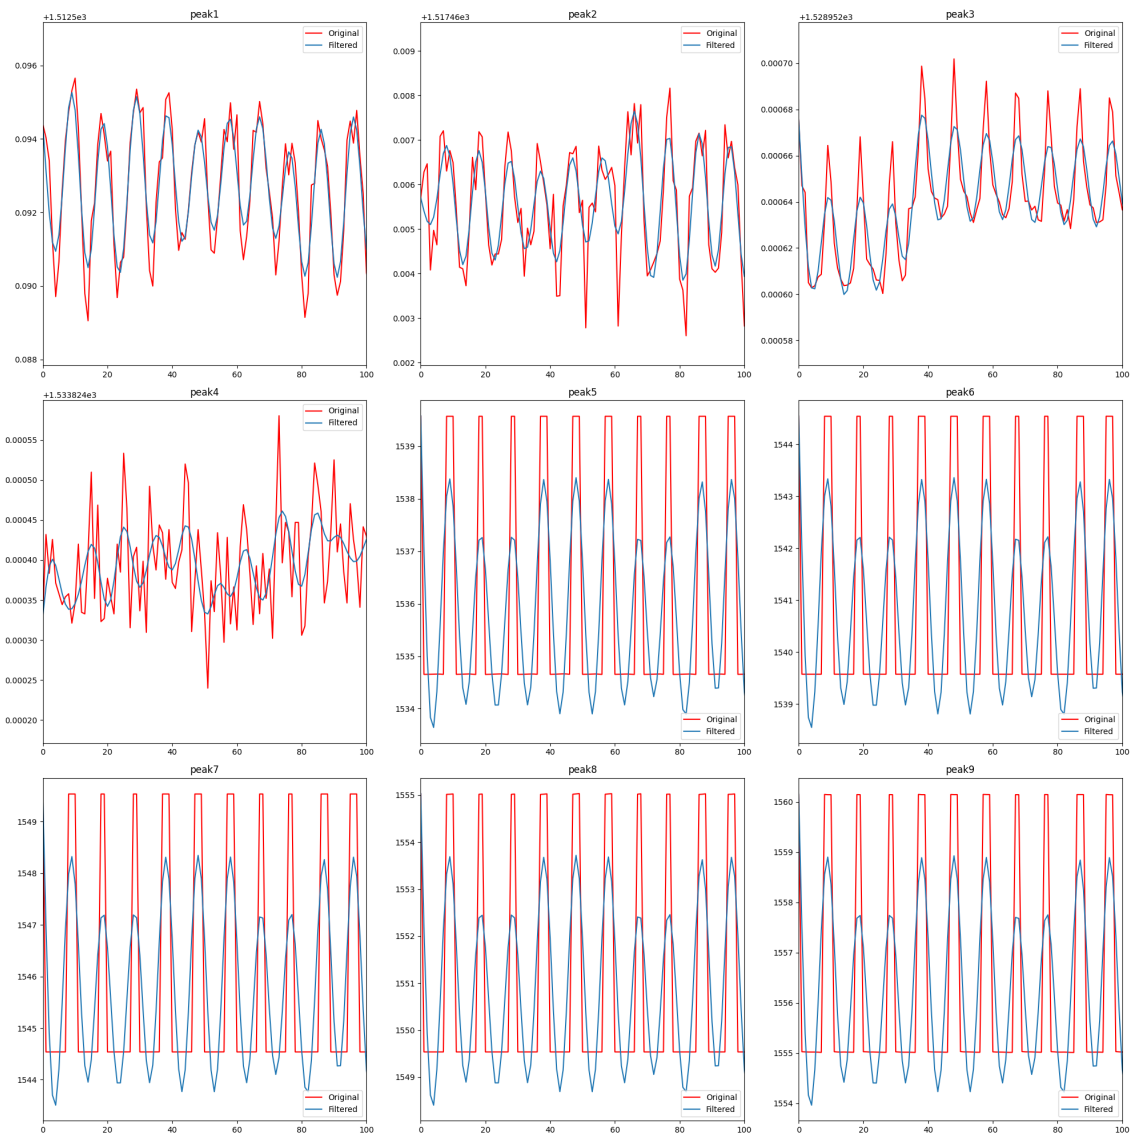 peak1
+1.5125e3
Original
Filtered
0.096
0.094
0.092
0.090
0.088
0 20 40 60 80 100
peak2
+1.51746e3
Original
Filtered
0.009
0.008
0.007
0.006
0.005
0.004
0.003
0.002
0 20 40 60 80 100
peak3
+1.528952e3
Original
Filtered
0.00070
0.00068
0.00066
0.00064
0.00062
0.00060
0.00058
0 20 40 60 80 100
peak4
+1.533824e3
Original
Filtered
0.00055
0.00050
0.00045
0.00040
0.00035
0.00030
0.00025
0.00020
0 20 40 60 80 100
peak5
1539
1538
1537
1536
1535
1534
Original
Filtered
0 20 40 60 80 100
peak6
1544
1543
1542
1541
1540
1539
Original
Filtered
0 20 40 60 80 100
peak7
1549
1548
1547
1546
1545
1544
Original
Filtered
0 20 40 60 80 100
peak8
1555
1554
1553
1552
1551
1550
1549
Original
Filtered
0 20 40 60 80 100
peak9
1560
1559
1558
1557
1556
1555
1554
Original
Filtered
0 20 40 60 80 100